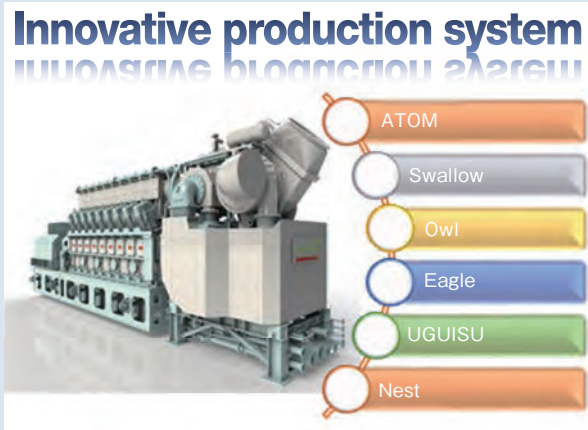 Innovative production system
ATOM
Swallow
Owl
Eagle
UGUISU
Nest